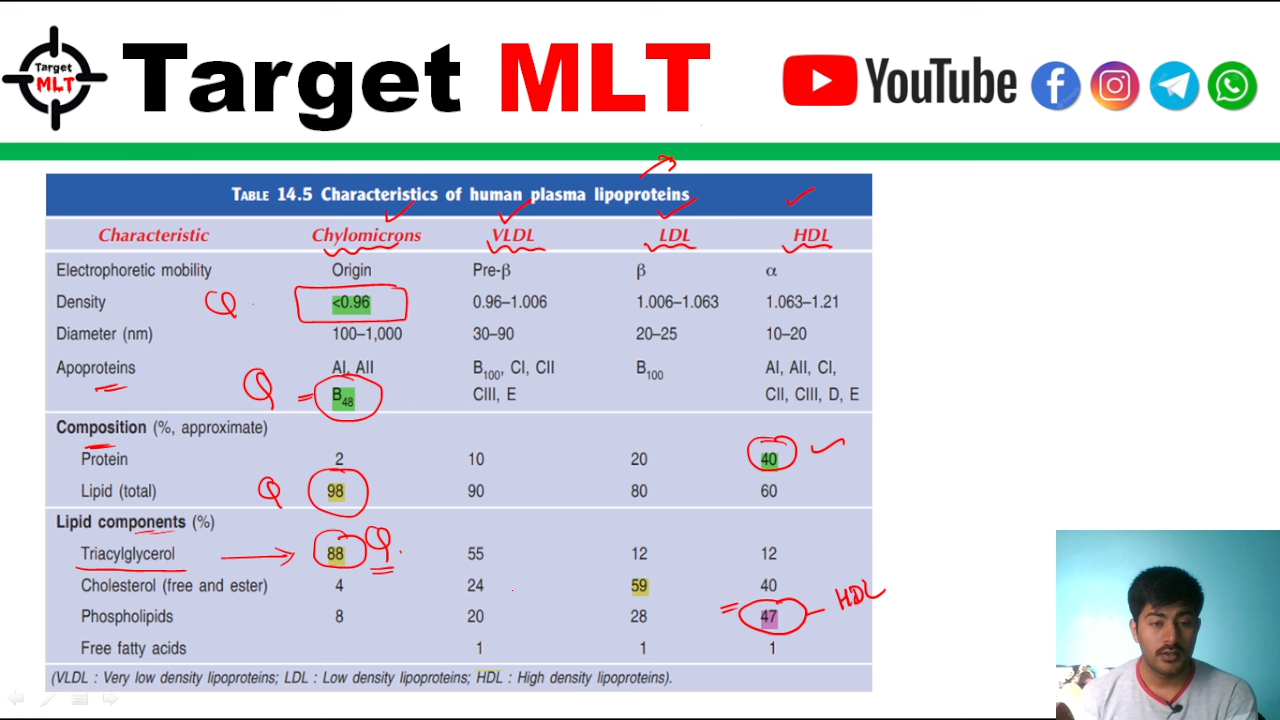 Target
MLT
Target MLT
YouTube
TABLE 14.5 Characteristics of human plasma lipoproteins
Characteristic Chylomicrons VLDL LDL HDL
Electrophoretic mobility Origin Pre-β β α
Density <0.96 0.96–1.006 1.006–1.063 1.063–1.21
Diameter (nm) 100–1,000 30–90 20–25 10–20
Apoproteins AI, AII B100, CI, CII B100 AI, AII, CI,
B48 CIII, E CII, CIII, D, E
Composition (%, approximate)
Protein 2 10 20 40
Lipid (total) 98 90 80 60
Lipid components (%)
Triacylglycerol 88 55 12 12
Cholesterol (free and ester) 4 24 59 40
HDL
Phospholipids 8 20 28 47
Free fatty acids 1 1 1
(VLDL : Very low density lipoproteins; LDL : Low density lipoproteins; HDL : High density lipoproteins).